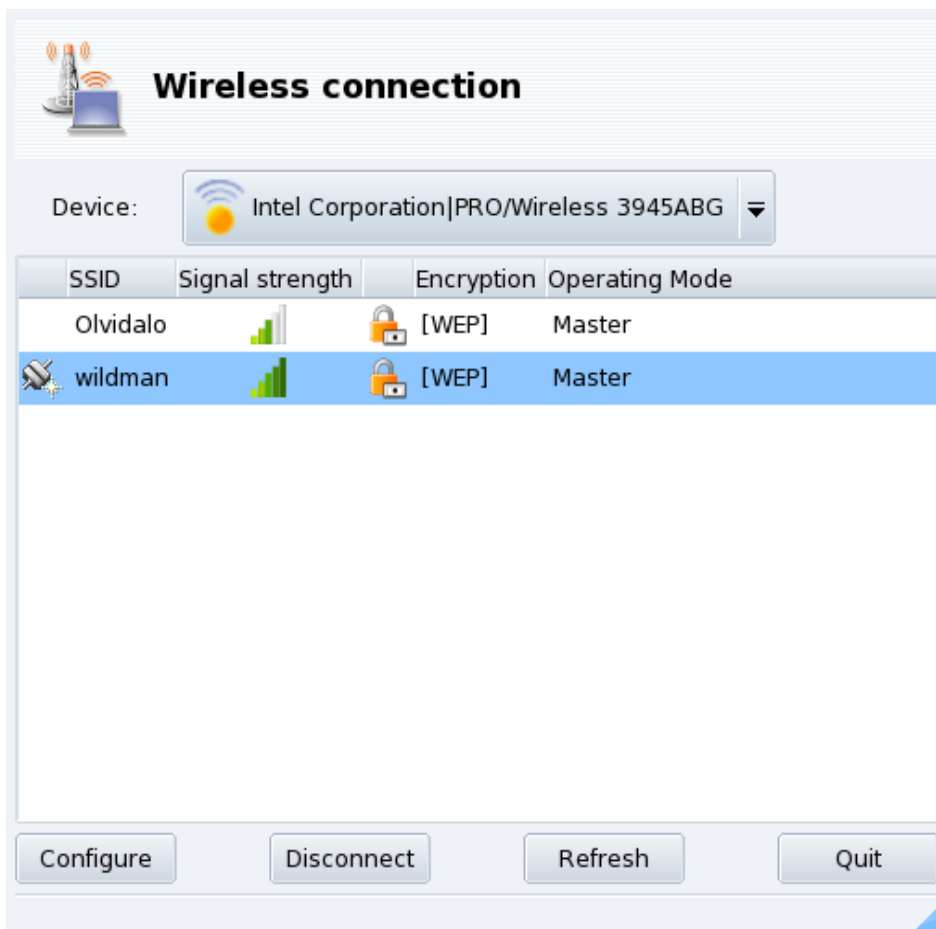 Wireless connection
Device: Intel Corporation|PRO/Wireless 3945ABG
SSID Signal strength Encryption Operating Mode
Olvidalo [WEP] Master
wildman [WEP] Master
Configure Disconnect Refresh Quit